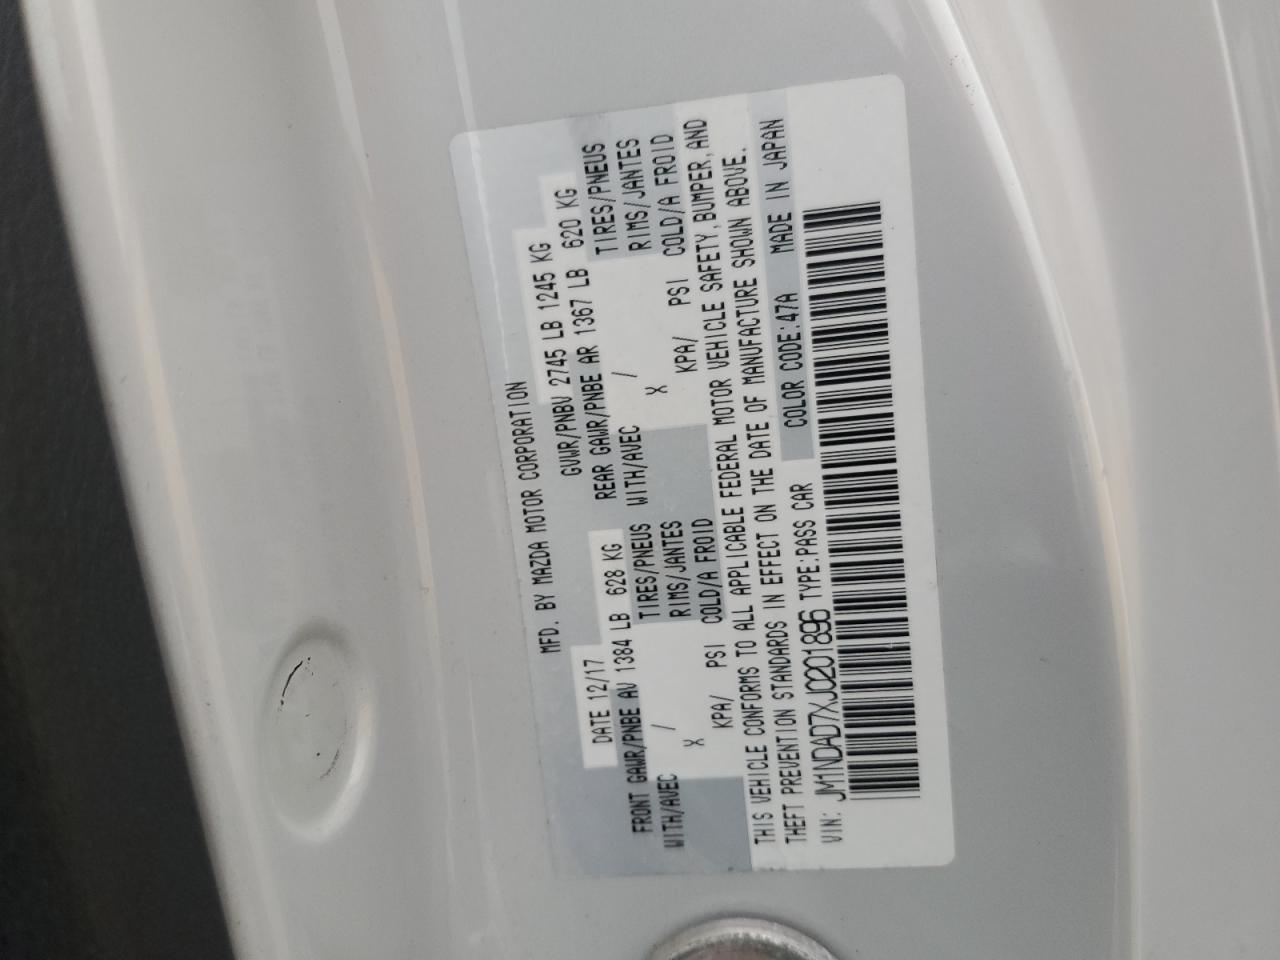 MFD. BY MAZDA MOTOR CORPORATION
DATE 12/17 GVWR/PNBV 2745 LB 1245 KG
FRONT GAWR/PNBE AV 1384 LB 628 KG REAR GAWR/PNBE AR 1367 LB 620 KG
WITH/AVEC / TIRES/PNEUS WITH/AVEC / TIRES/PNEUS
X RIMS/JANTES X RIMS/JANTES
KPA/ PSI COLD/A FROID KPA/ PSI COLD/A FROID
THIS VEHICLE CONFORMS TO ALL APPLICABLE FEDERAL MOTOR VEHICLE SAFETY, BUMPER, AND
THEFT PREVENTION STANDARDS IN EFFECT ON THE DATE OF MANUFACTURE SHOWN ABOVE.
VIN: JM1NDAD7XJ0201896 TYPE:PASS CAR COLOR CODE:47A MADE IN JAPAN